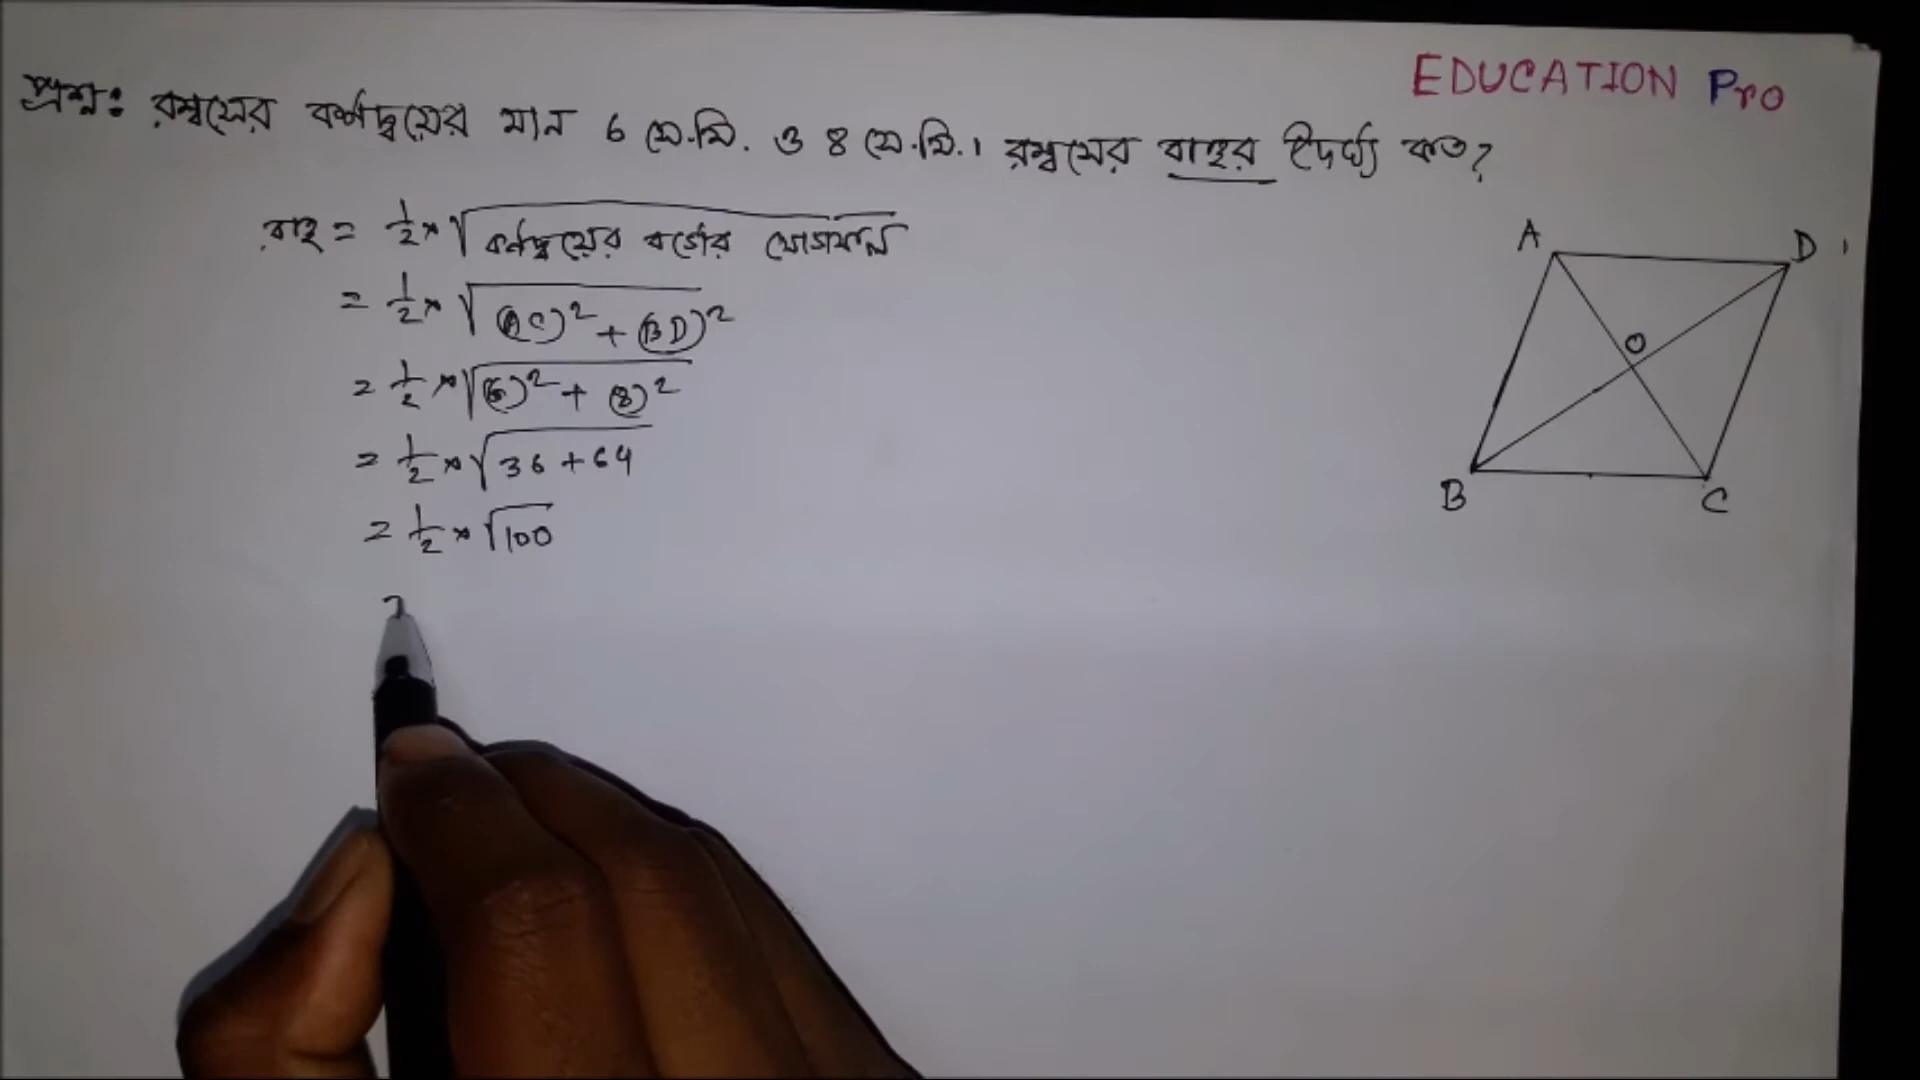 EDUCATION Pro
প্রশ্ন: রম্বসের কর্ণদ্বয়ের মান 6 সে.মি. ও 8 সে.মি.। রম্বসের বাহুর দৈর্ঘ্য কত?
বাহু = 1/2 × √কর্ণদ্বয়ের বর্গের যোগফল
= 1/2 × √(AC)² + (BD)²
= 1/2 × √(6)² + (8)²
= 1/2 × √36 + 64
= 1/2 × √100
A
D
O
B
C